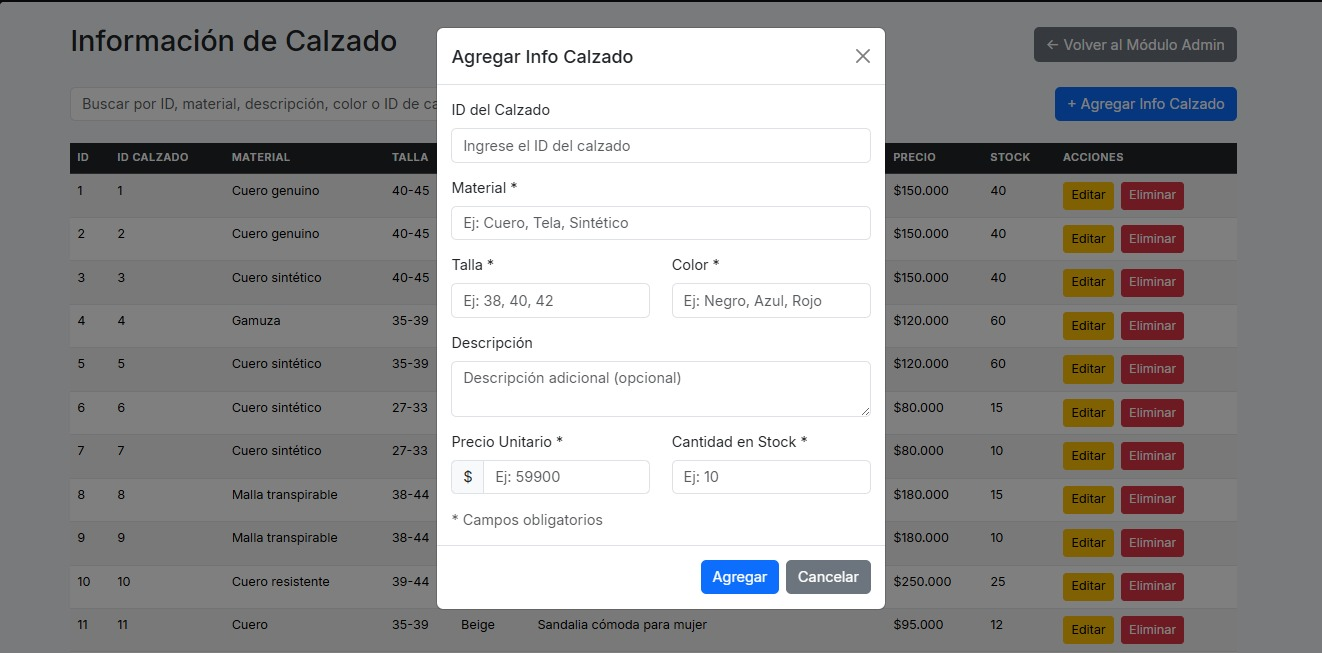 Información de Calzado
← Volver al Módulo Admin
Buscar por ID, material, descripción, color o ID de ca
+ Agregar Info Calzado
Agregar Info Calzado
ID del Calzado
Ingrese el ID del calzado
Material *
Ej: Cuero, Tela, Sintético
Talla * Color *
Ej: 38, 40, 42 Ej: Negro, Azul, Rojo
Descripción
Descripción adicional (opcional)
Precio Unitario * Cantidad en Stock *
$ Ej: 59900 Ej: 10
* Campos obligatorios
Agregar Cancelar
ID ID CALZADO MATERIAL TALLA PRECIO STOCK ACCIONES
1 1 Cuero genuino 40-45 $150.000 40 Editar Eliminar
2 2 Cuero genuino 40-45 $150.000 40 Editar Eliminar
3 3 Cuero sintético 40-45 $150.000 40 Editar Eliminar
4 4 Gamuza 35-39 $120.000 60 Editar Eliminar
5 5 Cuero sintético 35-39 $120.000 60 Editar Eliminar
6 6 Cuero sintético 27-33 $80.000 15 Editar Eliminar
7 7 Cuero sintético 27-33 $80.000 10 Editar Eliminar
8 8 Malla transpirable 38-44 $180.000 15 Editar Eliminar
9 9 Malla transpirable 38-44 $180.000 10 Editar Eliminar
10 10 Cuero resistente 39-44 $250.000 25 Editar Eliminar
11 11 Cuero 35-39 Beige Sandalia cómoda para mujer $95.000 12 Editar Eliminar